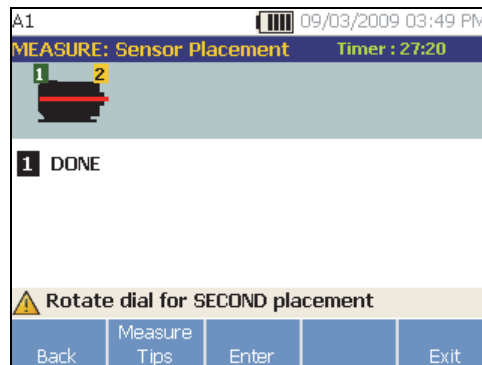 A1 09/03/2009 03:49 PM
MEASURE: Sensor Placement Timer : 27:20
1 2
1 DONE
Rotate dial for SECOND placement
Measure
Back Tips Enter Exit